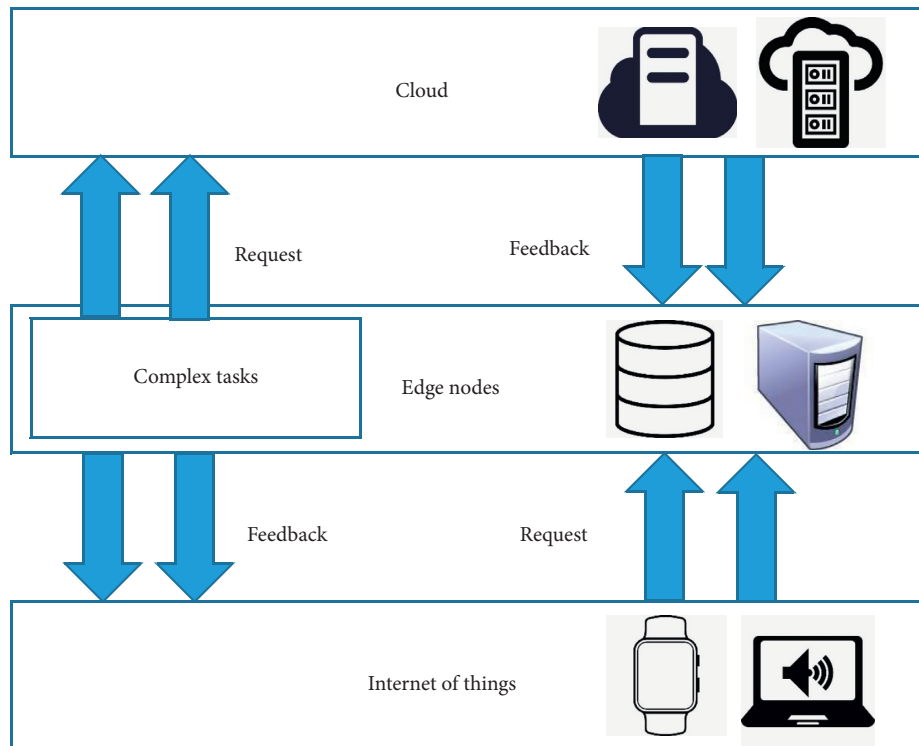 Cloud
Request
Feedback
Complex tasks
Edge nodes
Feedback
Request
Internet of things